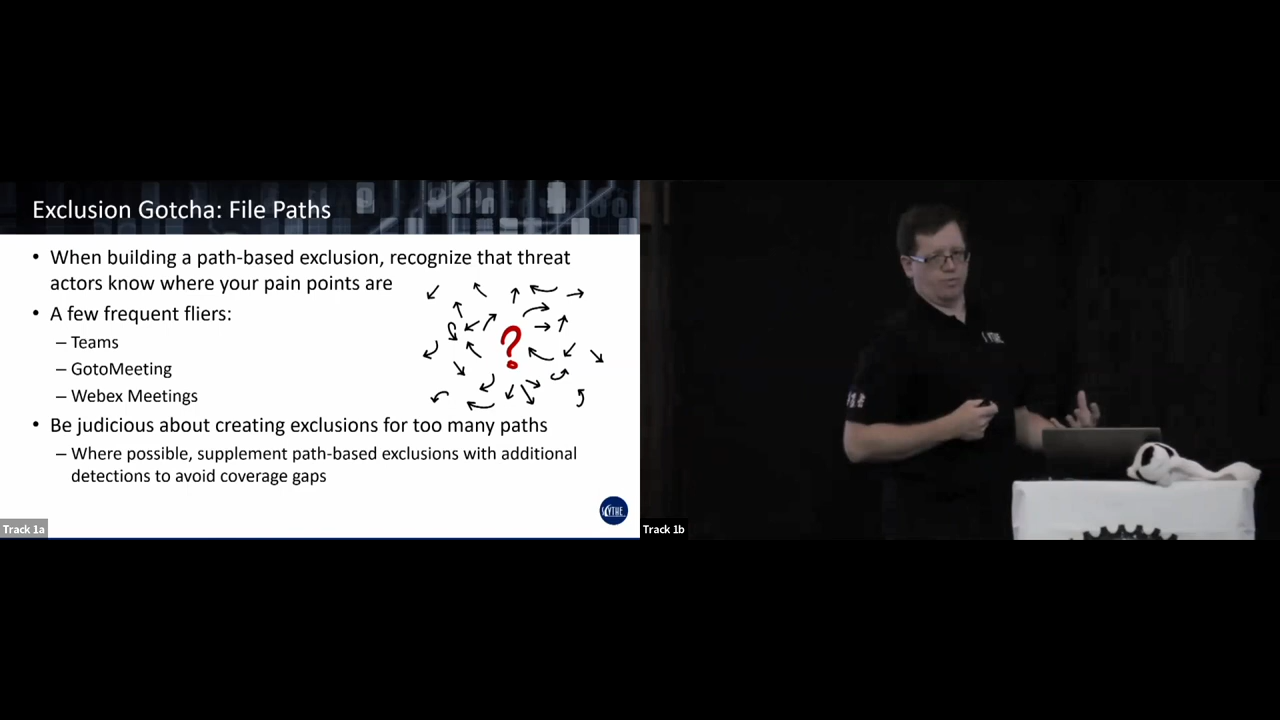 Exclusion Gotcha: File Paths
• When building a path-based exclusion, recognize that threat
actors know where your pain points are
• A few frequent fliers:
– Teams
– GotoMeeting
– Webex Meetings
?
• Be judicious about creating exclusions for too many paths
– Where possible, supplement path-based exclusions with additional
detections to avoid coverage gaps
SCYTHE
Track 1a
SCYTHE
Track 1b